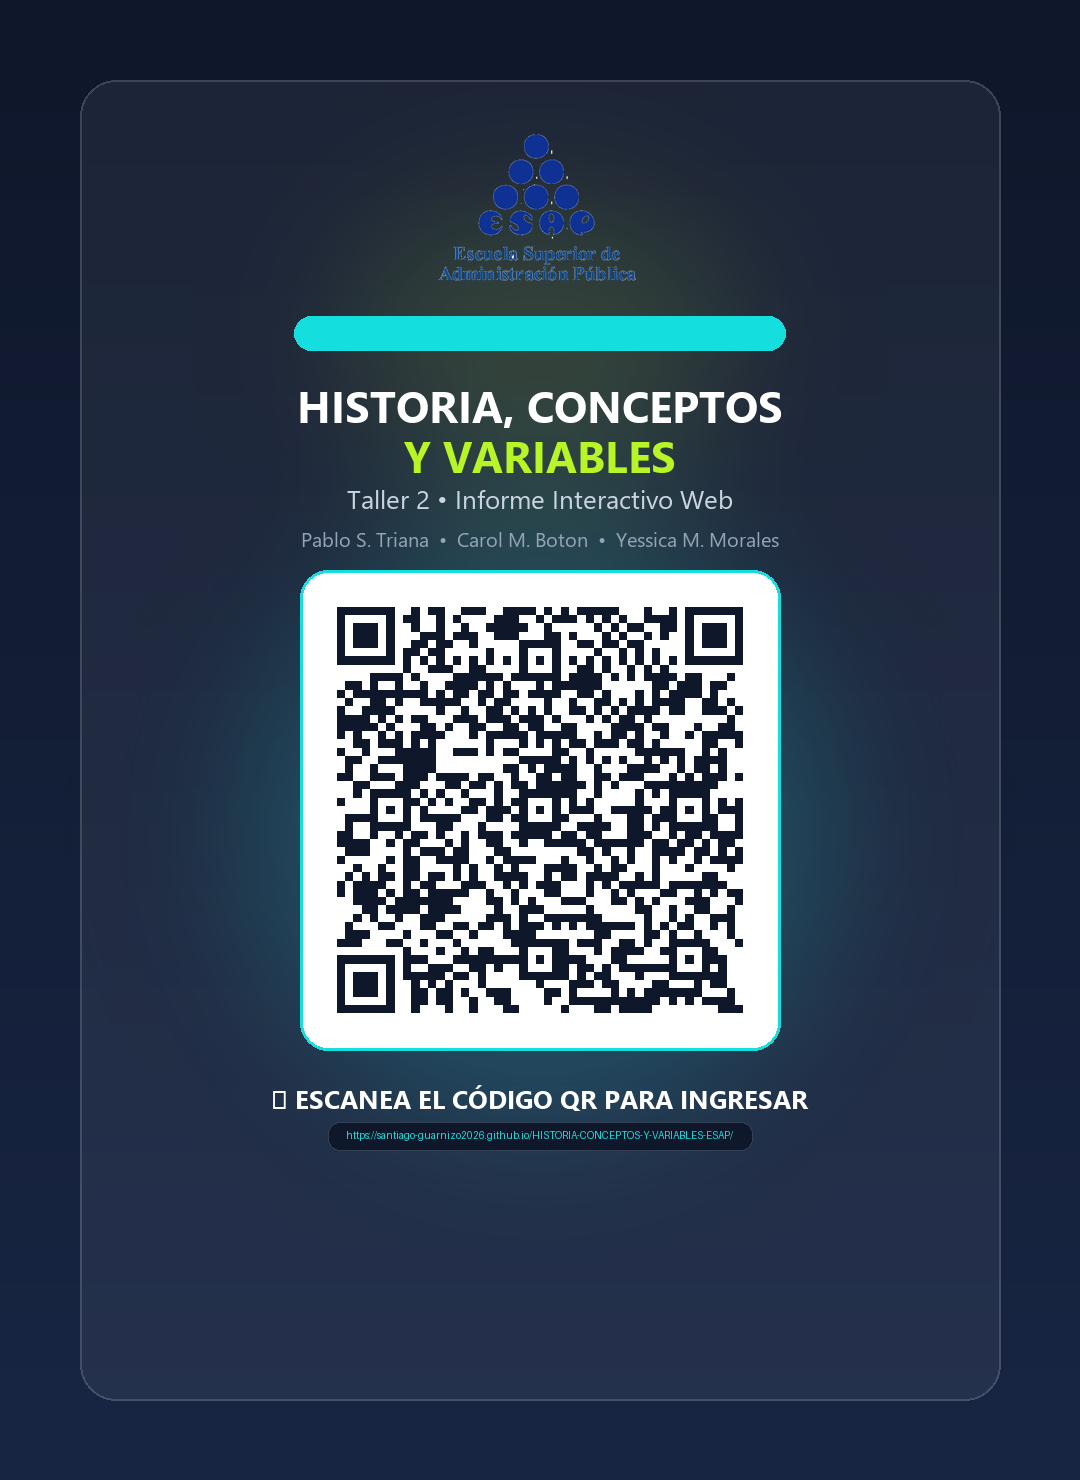 ESAP
Escuela Superior de
Administración Pública
HISTORIA, CONCEPTOS
Y VARIABLES
Taller 2 • Informe Interactivo Web
Pablo S. Triana • Carol M. Boton • Yessica M. Morales
ESCANEA EL CÓDIGO QR PARA INGRESAR
https://santiago-guarnizo2026.github.io/HISTORIA-CONCEPTOS-Y-VARIABLES-ESAP/